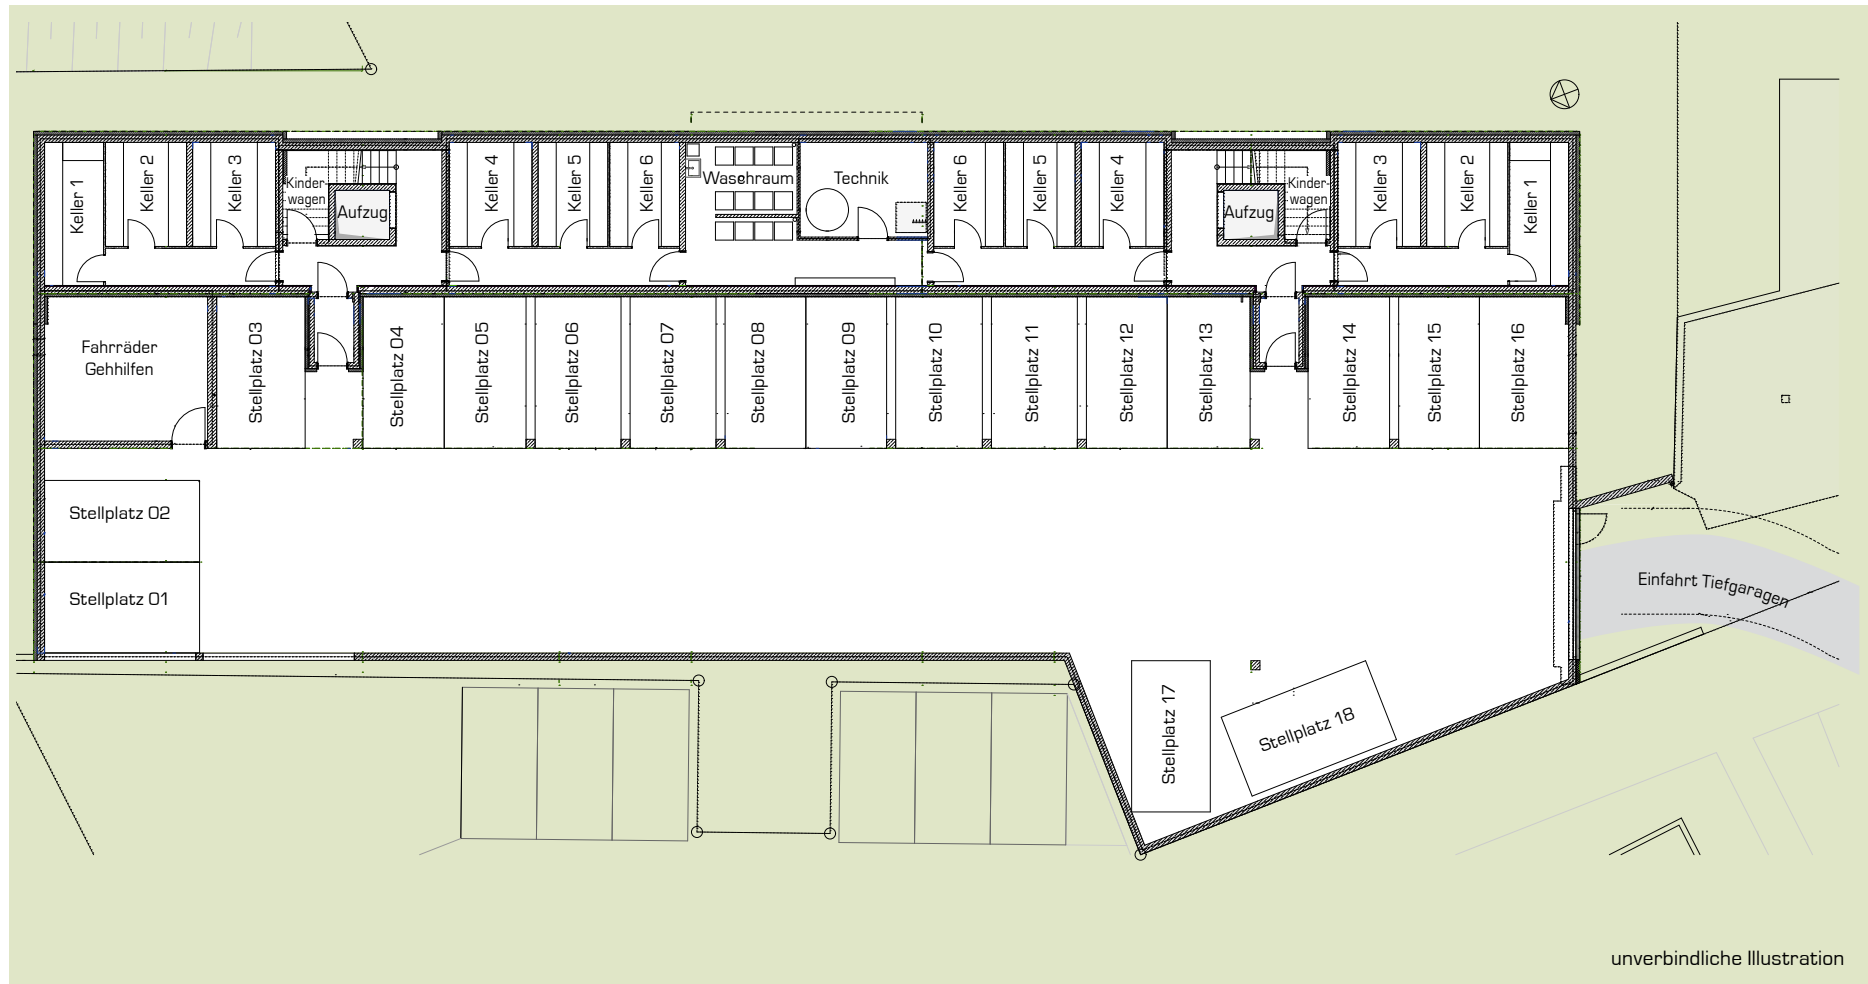 Keller 1
Keller 2
Keller 3
Kinder-
wagen
Aufzug
Keller 4
Keller 5
Keller 6
Waschraum
Technik
Keller 6
Keller 5
Keller 4
Aufzug
Kinder-
wagen
Keller 3
Keller 2
Keller 1
Fahrräder
Gehhilfen
Stellplatz 03
Stellplatz 04
Stellplatz 05
Stellplatz 06
Stellplatz 07
Stellplatz 08
Stellplatz 09
Stellplatz 10
Stellplatz 11
Stellplatz 12
Stellplatz 13
Stellplatz 14
Stellplatz 15
Stellplatz 16
Stellplatz 02
Stellplatz 01
Einfahrt Tiefgaragen
Stellplatz 17
Stellplatz 18
unverbindliche Illustration